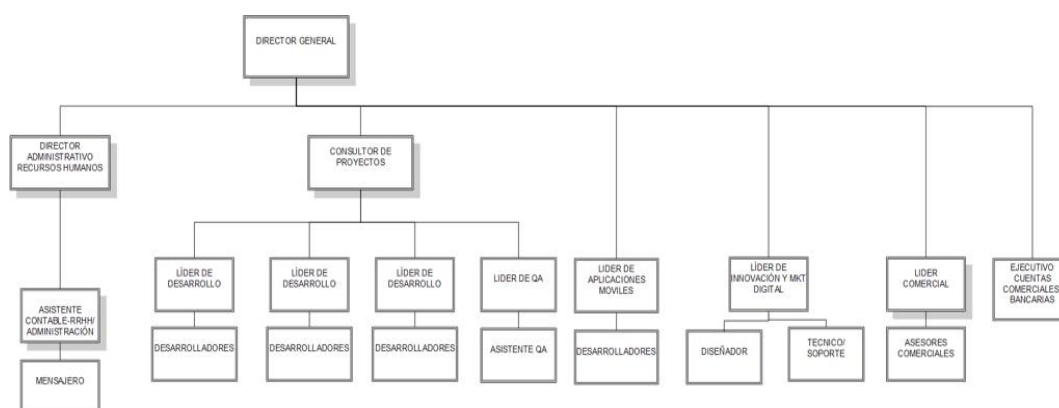 DIRECTOR GENERAL
DIRECTOR
ADMINISTRATIVO
RECURSOS HUMANOS
CONSULTOR DE
PROYECTOS
LÍDER DE
DESARROLLO
LÍDER DE
DESARROLLO
LÍDER DE
DESARROLLO
LIDER DE QA
LIDER DE
APLICACIONES
MOVILES
LÍDER DE
INNOVACIÓN Y MKT
DIGITAL
LIDER
COMERCIAL
EJECUTIVO
CUENTAS
COMERCIALES
BANCARIAS
ASISTENTE
CONTABLE-RRHH/
ADMINISTRACIÓN
DESARROLLADORES
DESARROLLADORES
DESARROLLADORES
ASISTENTE QA
DESARROLLADORES
DISEÑADOR
TECNICO/
SOPORTE
ASESORES
COMERCIALES
MENSAJERO